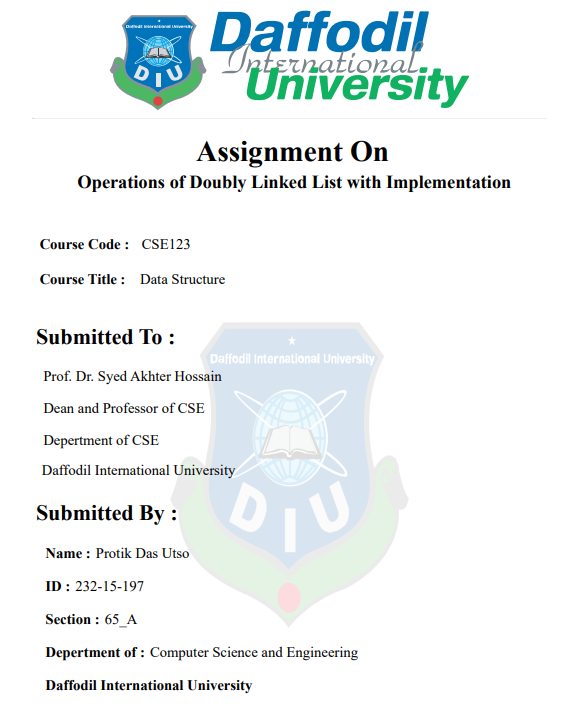 Daffodil International University
DIU
Daffodil
International
University
Assignment On
Operations of Doubly Linked List with Implementation
Course Code : CSE123
Course Title : Data Structure
Submitted To :
Daffodil International University
Prof. Dr. Syed Akhter Hossain
Dean and Professor of CSE
Depertment of CSE
Daffodil International University
DIU
Submitted By :
Name : Protik Das Utso
ID : 232-15-197
Section : 65_A
Depertment of : Computer Science and Engineering
Daffodil International University